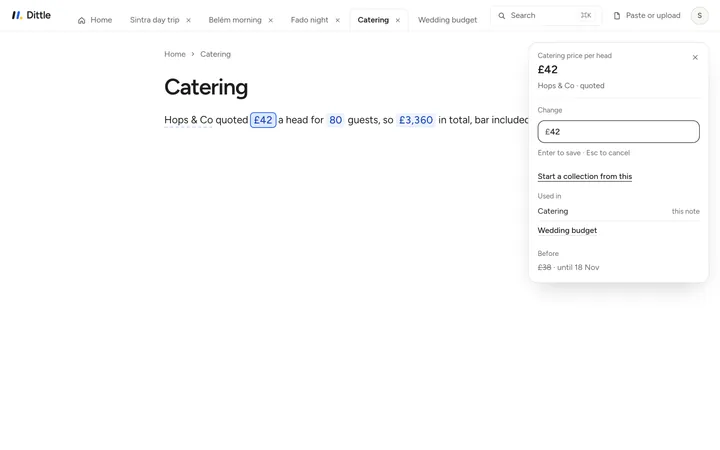 Dittle
Home
Sintra day trip ×
Belém morning ×
Fado night ×
Catering ×
Wedding budget
Search ⌘K
Paste or upload
S
Home › Catering
Catering
Hops & Co quoted £42 a head for 80 guests, so £3,360 in total, bar included
Catering price per head
£42
Hops & Co · quoted
Change
£42
Enter to save · Esc to cancel
Start a collection from this
Used in
Catering this note
Wedding budget
Before
£38 · until 18 Nov